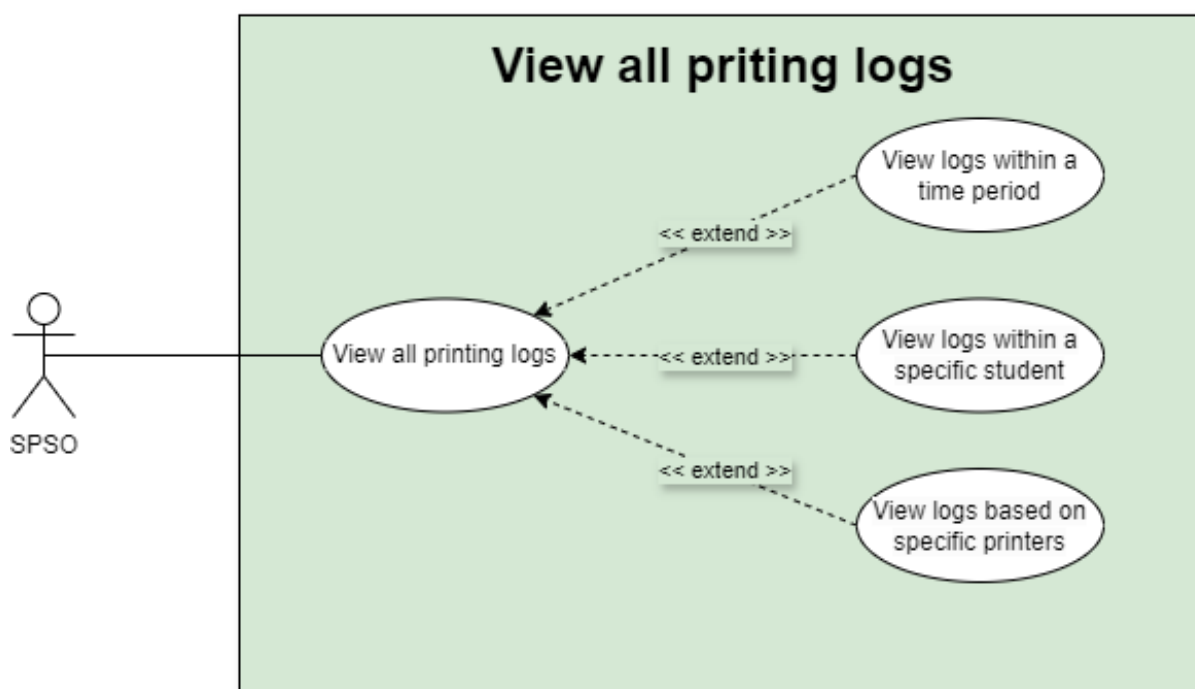 View all priting logs
View logs within a
time period
<< extend >>
View all printing logs
<< extend >>
View logs within a
specific student
SPSO
<< extend >>
View logs based on
specific printers